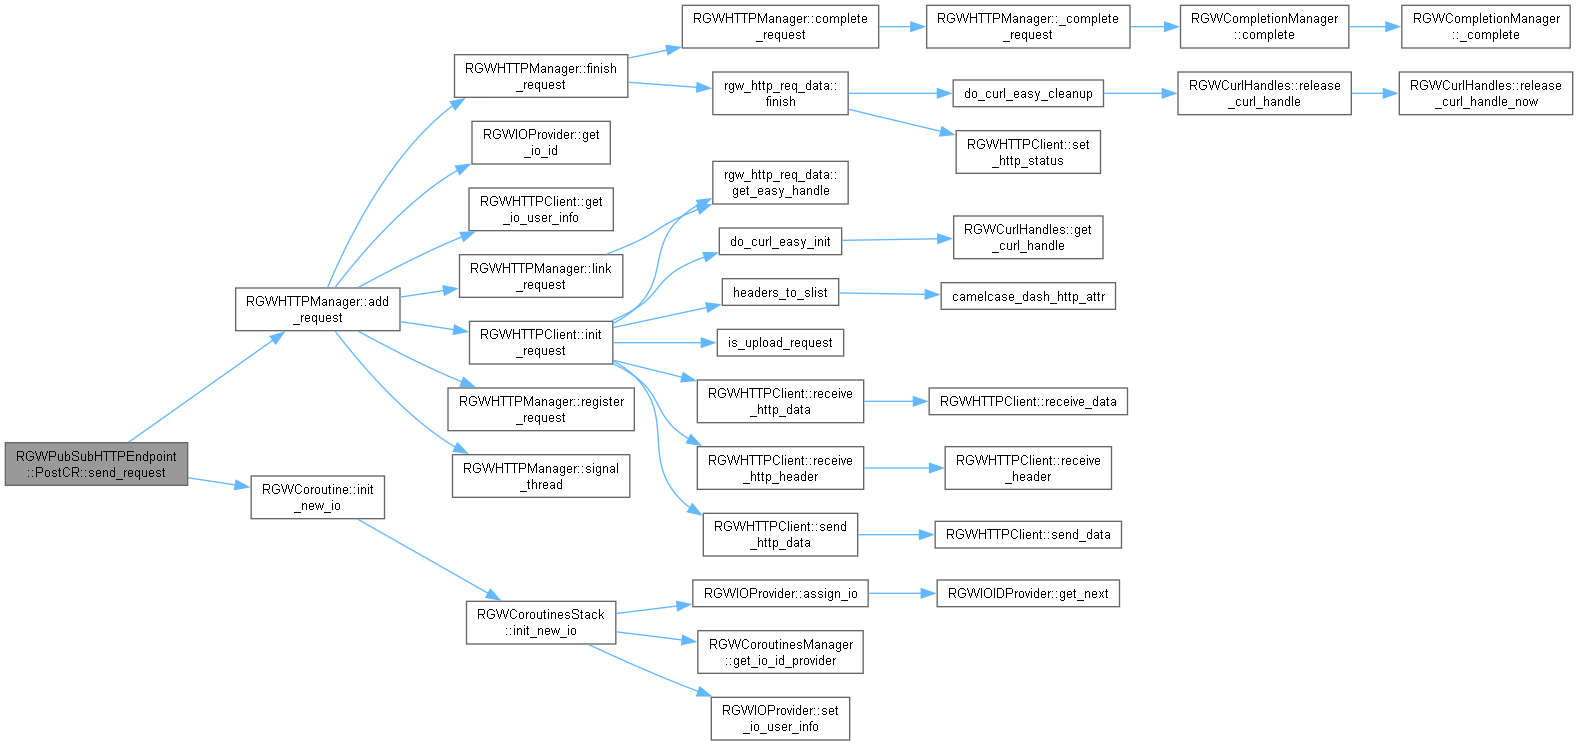 RGWPubSubHTTPEndpoint
::PostCR::send_request
RGWHTTPManager::add
_request
RGWCoroutine::init
_new_io
RGWHTTPManager::finish
_request
RGWIOProvider::get
_io_id
RGWHTTPClient::get
_io_user_info
RGWHTTPManager::link
_request
RGWHTTPClient::init
_request
RGWHTTPManager::register
_request
RGWHTTPManager::signal
_thread
RGWCoroutinesStack
::init_new_io
RGWHTTPManager::complete
_request
rgw_http_req_data::
finish
rgw_http_req_data::
get_easy_handle
do_curl_easy_init
headers_to_slist
is_upload_request
RGWHTTPClient::receive
_http_data
RGWHTTPClient::receive
_http_header
RGWHTTPClient::send
_http_data
RGWIOProvider::assign_io
RGWCoroutinesManager
::get_io_id_provider
RGWIOProvider::set
_io_user_info
RGWHTTPManager::_complete
_request
do_curl_easy_cleanup
RGWHTTPClient::set
_http_status
RGWCurlHandles::get
_curl_handle
camelcase_dash_http_attr
RGWHTTPClient::receive_data
RGWHTTPClient::receive
_header
RGWHTTPClient::send_data
RGWIOIDProvider::get_next
RGWCompletionManager
::complete
RGWCurlHandles::release
_curl_handle
RGWCompletionManager
::_complete
RGWCurlHandles::release
_curl_handle_now